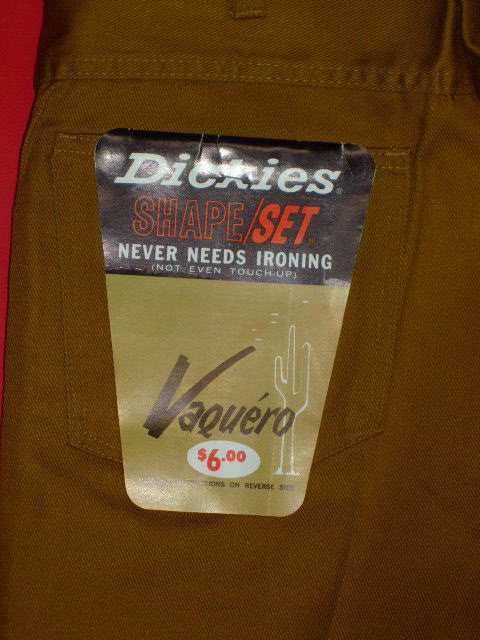 Dickies®
SHAPE/SET®
NEVER NEEDS IRONING
(NOT EVEN TOUCH-UP)
Vaquéro
$6.00
ON REVERSE SIDE